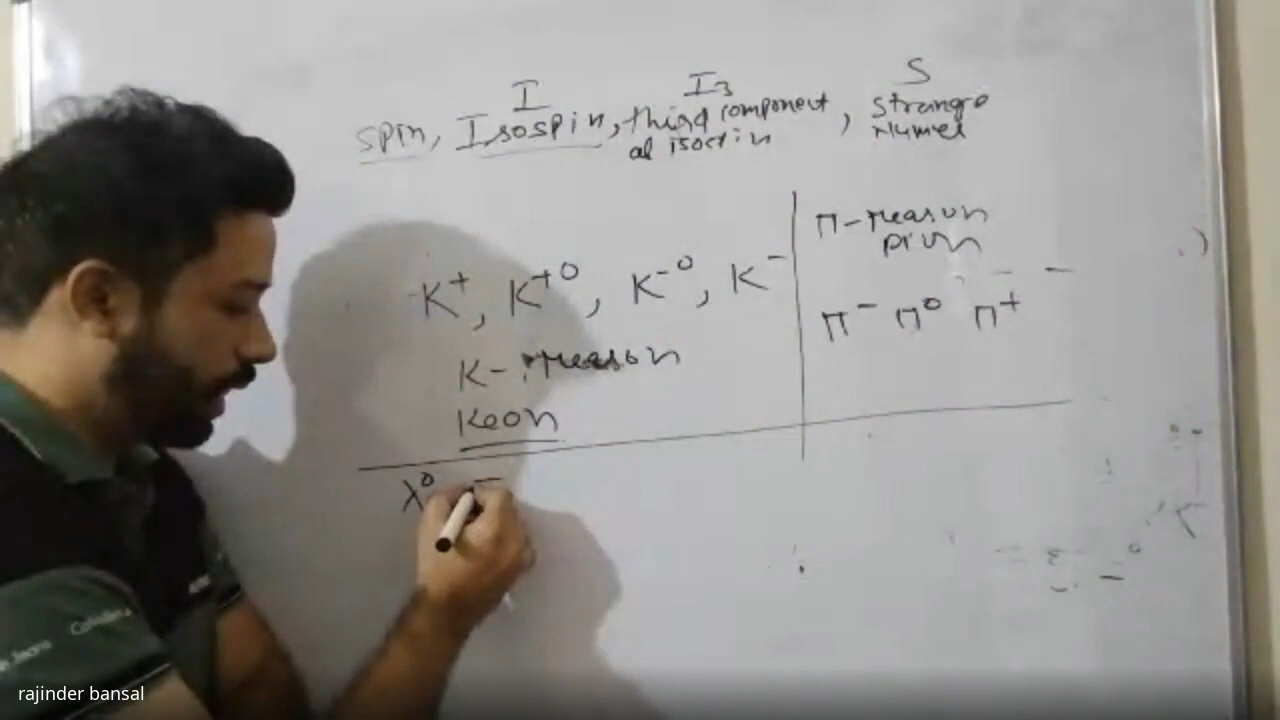 I I3 S
spin, Isospin, third component, strange
of isospin number
π-meason
pion
K⁺, K⁺⁰, K⁻⁰, K⁻
π⁻ π⁰ π⁺
K-meason
Keon
λ⁰
rajinder bansal